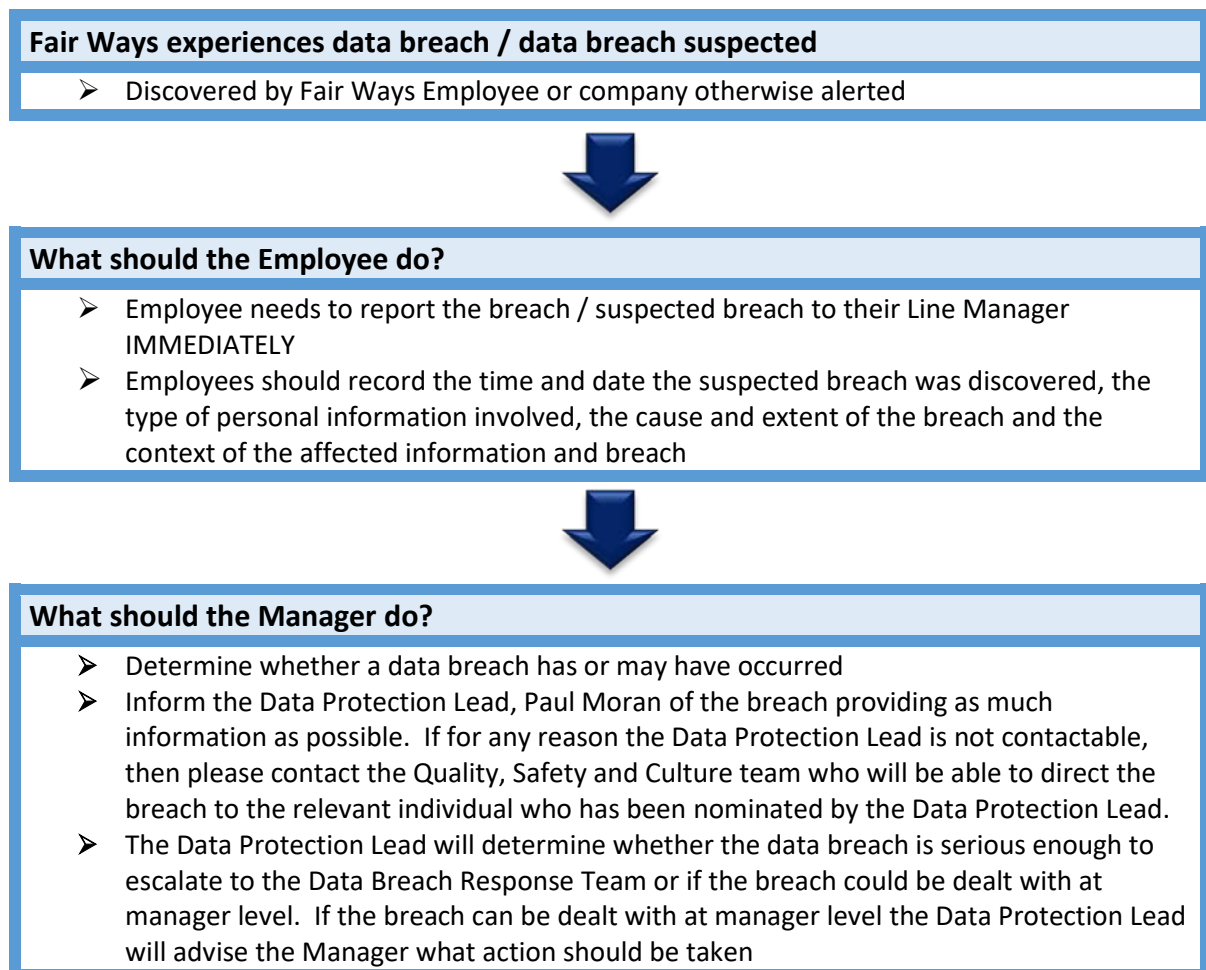 Fair Ways experiences data breach / data breach suspected
➢ Discovered by Fair Ways Employee or company otherwise alerted
What should the Employee do?
➢ Employee needs to report the breach / suspected breach to their Line Manager
IMMEDIATELY
➢ Employees should record the time and date the suspected breach was discovered, the
type of personal information involved, the cause and extent of the breach and the
context of the affected information and breach
What should the Manager do?
➢ Determine whether a data breach has or may have occurred
➢ Inform the Data Protection Lead, Paul Moran of the breach providing as much
information as possible.  If for any reason the Data Protection Lead is not contactable,
then please contact the Quality, Safety and Culture team who will be able to direct the
breach to the relevant individual who has been nominated by the Data Protection Lead.
➢ The Data Protection Lead will determine whether the data breach is serious enough to
escalate to the Data Breach Response Team or if the breach could be dealt with at
manager level.  If the breach can be dealt with at manager level the Data Protection Lead
will advise the Manager what action should be taken